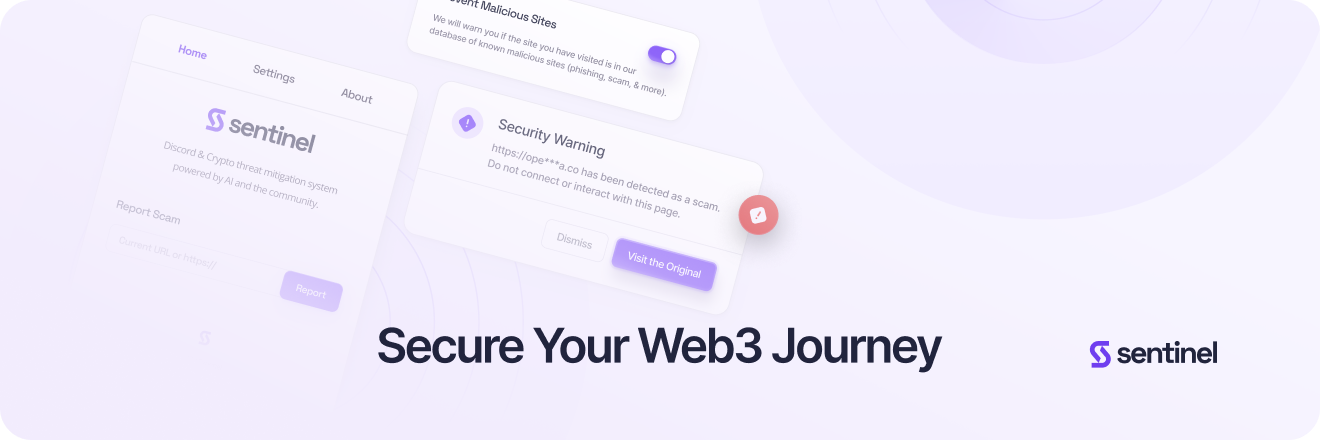 Malicious Sites
We will warn you if the site you have visited is in our
database of known malicious sites (phishing, scam, & more).
Home
Settings
About
sentinel
Discord & Crypto threat mitigation system
powered by AI and the community.
Report Scam
Current URL or https://
Report
Security Warning
https://ope***a.co has been detected as a scam.
Do not connect or interact with this page.
Dismiss
Visit the Original
Secure Your Web3 Journey
sentinel